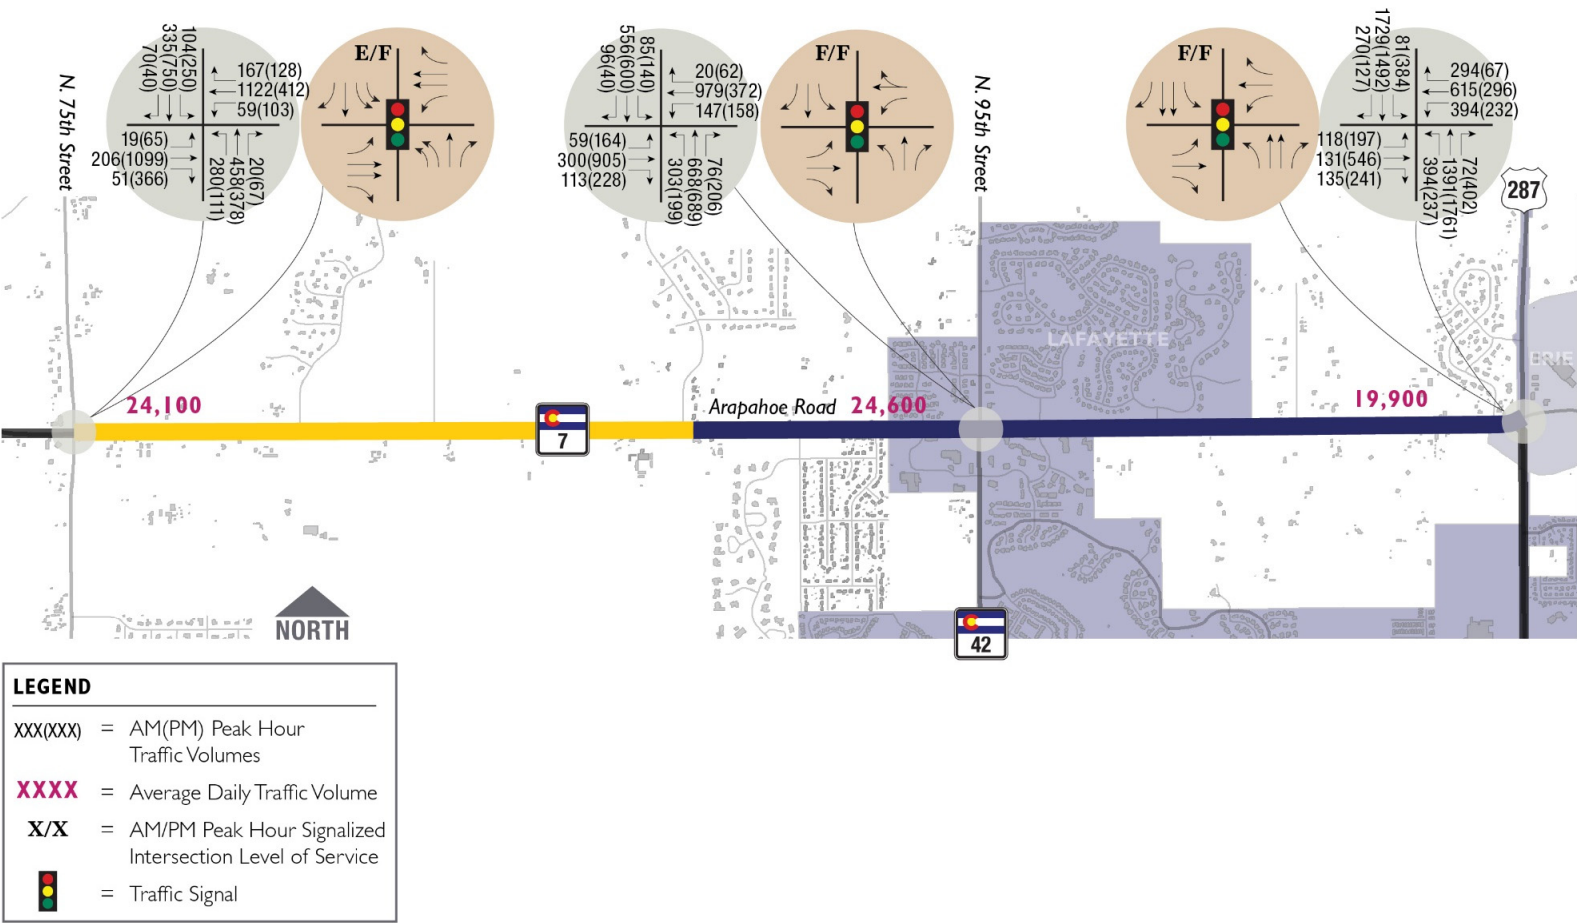 N. 75th Street
70(40)
335(750)
104(250)
167(128)
1122(412)
59(103)
19(65)
206(1099)
51(366)
280(111)
458(378)
20(67)
E/F
96(40)
556(600)
85(140)
20(62)
979(372)
147(158)
59(164)
300(905)
113(228)
303(199)
668(689)
76(206)
F/F
N. 95th Street
F/F
270(127)
1729(1492)
81(384)
294(67)
615(296)
394(232)
118(197)
131(546)
135(241)
394(237)
1391(1761)
72(402)
287
LAFAYETTE
ERIE
24,100
7
Arapahoe Road 24,600
19,900
NORTH
42
LEGEND
XXX(XXX) = AM(PM) Peak Hour
Traffic Volumes
XXXX = Average Daily Traffic Volume
X/X = AM/PM Peak Hour Signalized
Intersection Level of Service
= Traffic Signal